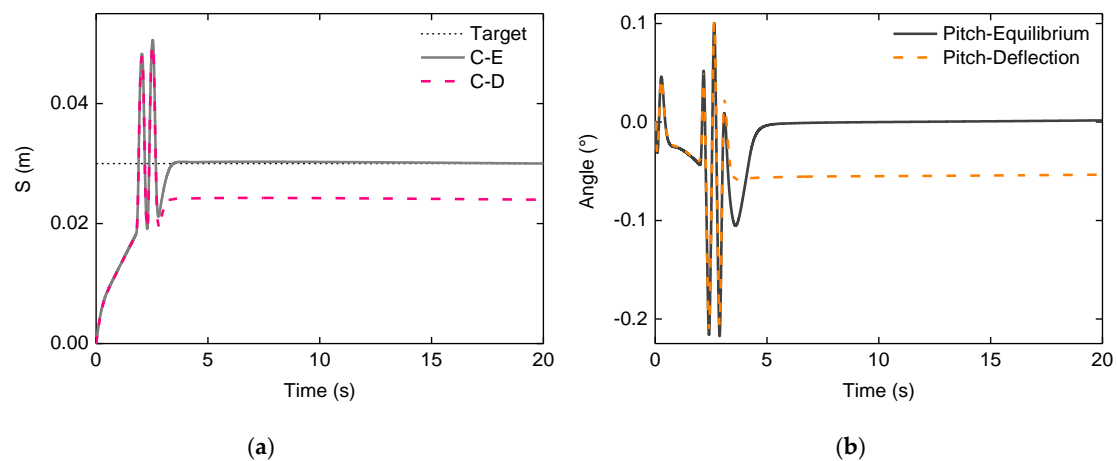 Target
C-E
C-D
S (m)
0.04
0.02
0.00
0
5
10
15
20
Time (s)
(a)
Pitch-Equilibrium
Pitch-Deflection
Angle (°)
0.1
0.0
-0.1
-0.2
0
5
10
15
20
Time (s)
(b)